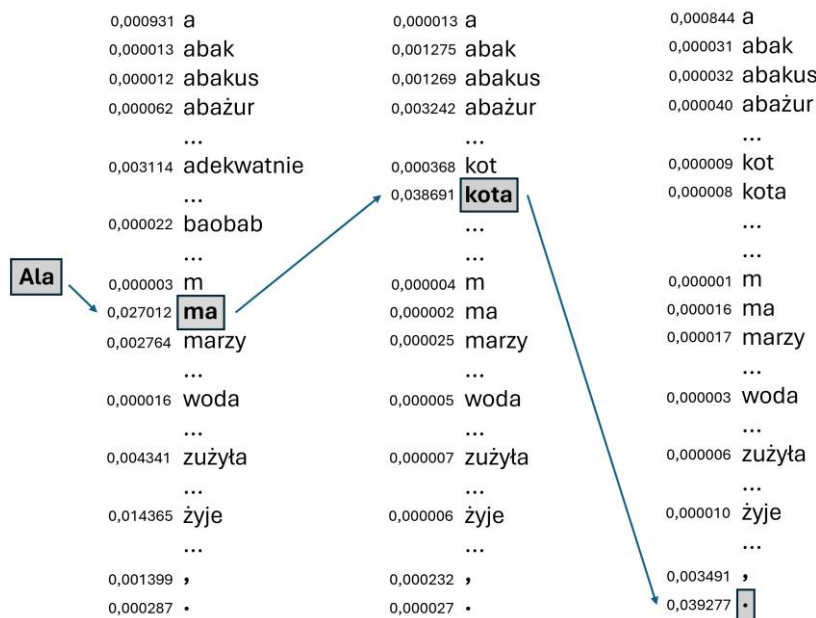 0,000931 a
0,000013 abak
0,000012 abakus
0,000062 abażur
...
0,003114 adekwatnie
...
0,000022 baobab
...
Ala
0,000003 m
0,027012 ma
0,002764 marzy
...
0,000016 woda
...
0,004341 zużyła
...
0,014365 żyje
...
0,001399 ,
0,000287 .
0,000013 a
0,001275 abak
0,001269 abakus
0,003242 abażur
...
0,000368 kot
0,038691 kota
...
...
0,000004 m
0,000002 ma
0,000025 marzy
...
0,000005 woda
...
0,000007 zużyła
...
0,000006 żyje
...
0,000232 ,
0,000027 .
0,000844 a
0,000031 abak
0,000032 abakus
0,000040 abażur
...
0,000009 kot
0,000008 kota
...
...
0,000001 m
0,000016 ma
0,000017 marzy
...
0,000003 woda
...
0,000006 zużyła
...
0,000010 żyje
...
0,003491 ,
0,039277 .